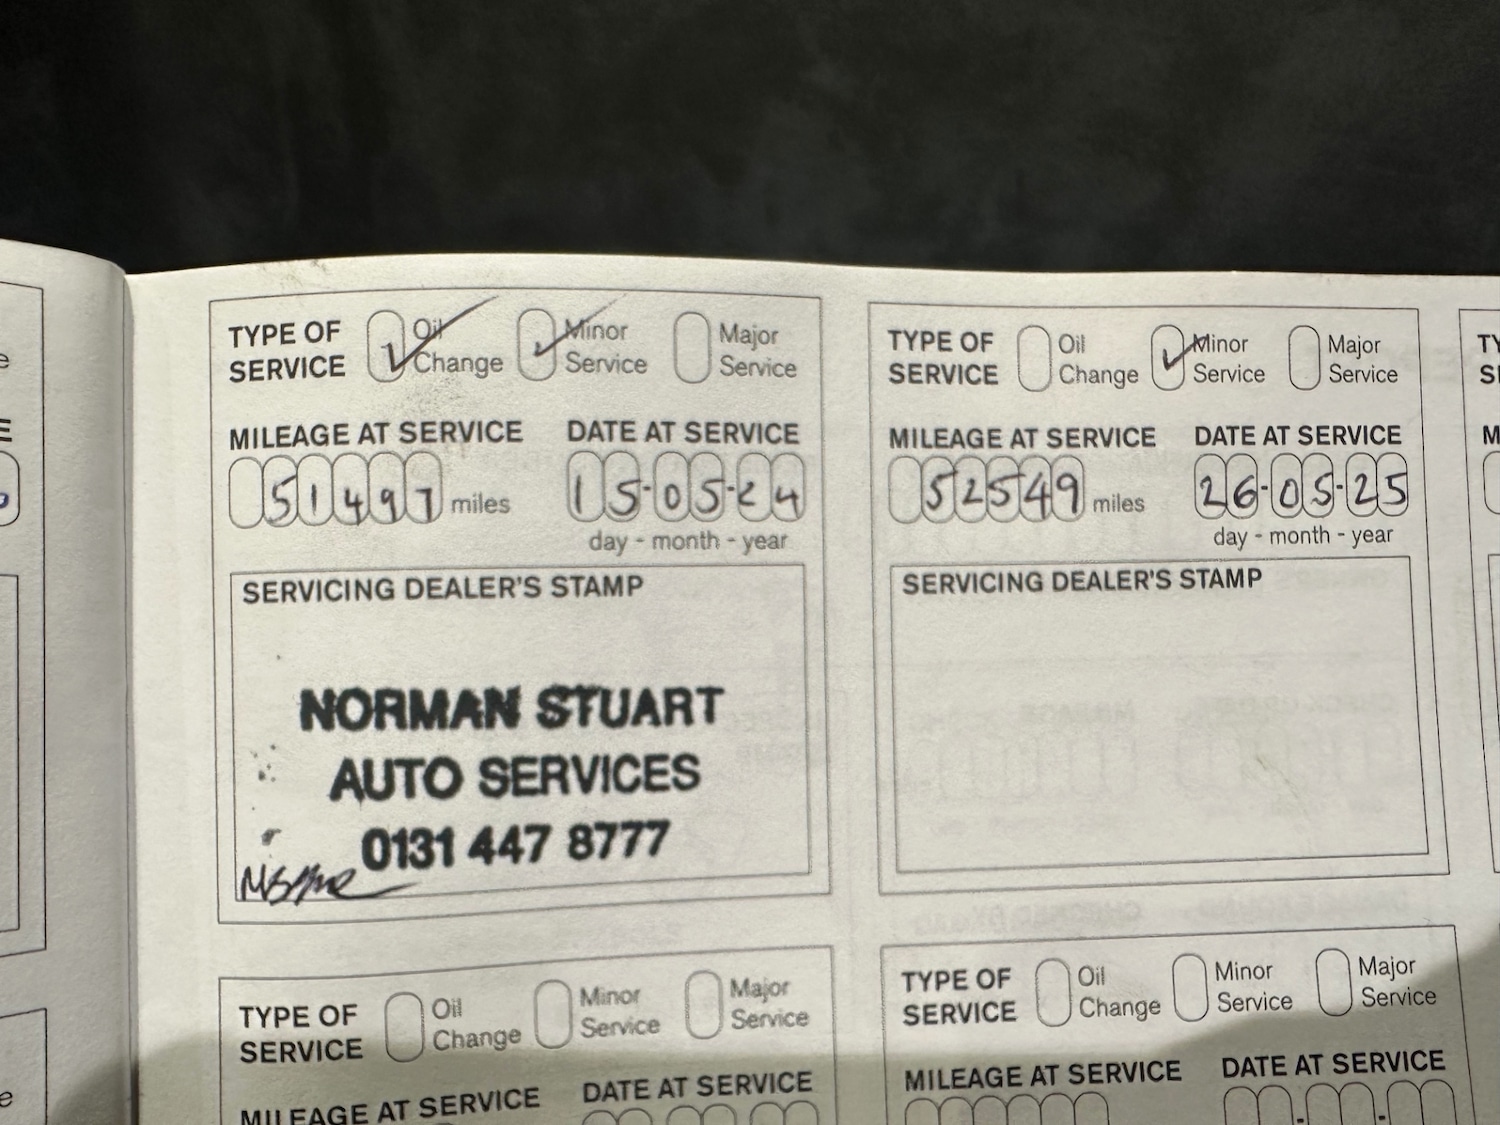 TYPE OF SERVICE Oil Change Minor Service Major Service
MILEAGE AT SERVICE DATE AT SERVICE
51497 miles 15-05-24
day - month - year
SERVICING DEALER'S STAMP
NORMAN STUART
AUTO SERVICES
0131 447 8777
TYPE OF SERVICE Oil Change Minor Service Major Service
MILEAGE AT SERVICE DATE AT SERVICE
52549 miles 26-05-25
day - month - year
SERVICING DEALER'S STAMP
TYPE OF SERVICE Oil Change Minor Service Major Service
MILEAGE AT SERVICE DATE AT SERVICE
TYPE OF SERVICE Oil Change Minor Service Major Service
MILEAGE AT SERVICE DATE AT SERVICE